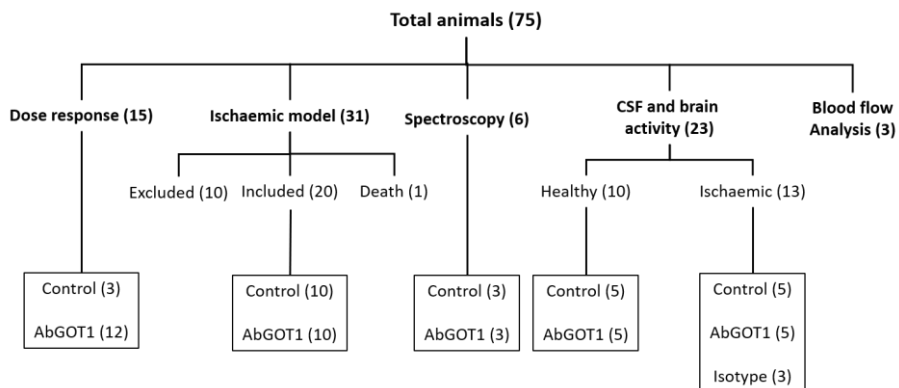 Total animals (75)
Dose response (15)
Ischaemic model (31)
Spectroscopy (6)
CSF and brain
activity (23)
Blood flow
Analysis (3)
Excluded (10)
Included (20)
Death (1)
Healthy (10)
Ischaemic (13)
Control (3)
AbGOT1 (12)
Control (10)
AbGOT1 (10)
Control (3)
AbGOT1 (3)
Control (5)
AbGOT1 (5)
Control (5)
AbGOT1 (5)
Isotype (3)